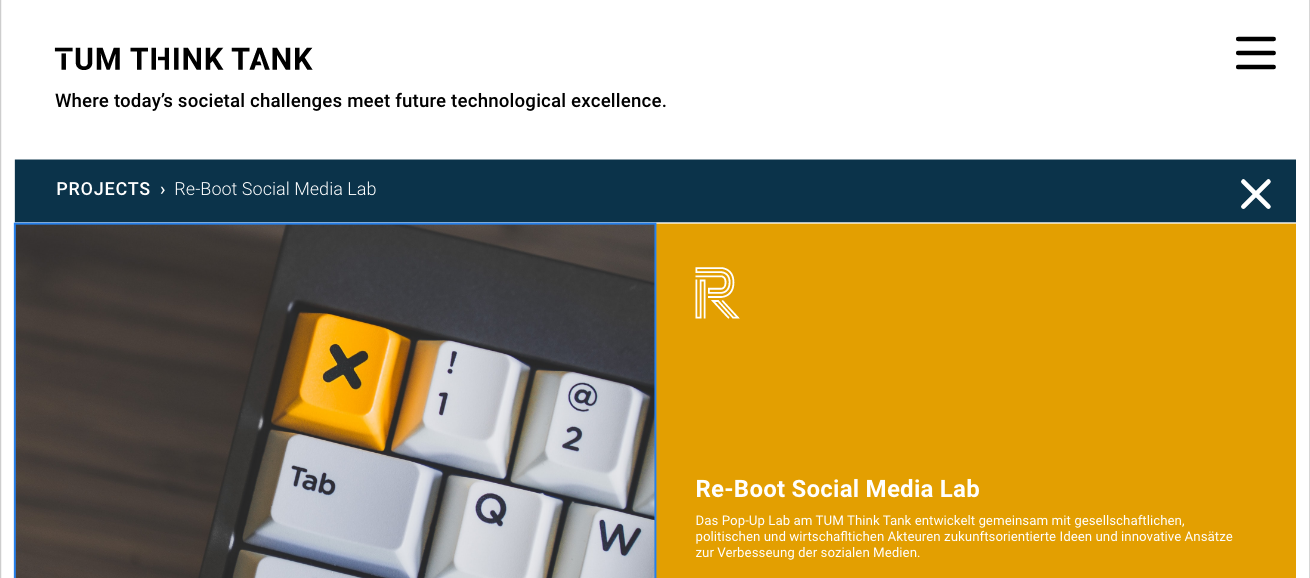 TUM THINK TANK
Where today’s societal challenges meet future technological excellence.
PROJECTS › Re-Boot Social Media Lab
!
1
@
2
Tab
Q
W
R
Re-Boot Social Media Lab
Das Pop-Up Lab am TUM Think Tank entwickelt gemeinsam mit gesellschaftlichen,
politischen und wirtschafltichen Akteuren zukunftsorientierte Ideen und innovative Ansätze
zur Verbesseung der sozialen Medien.